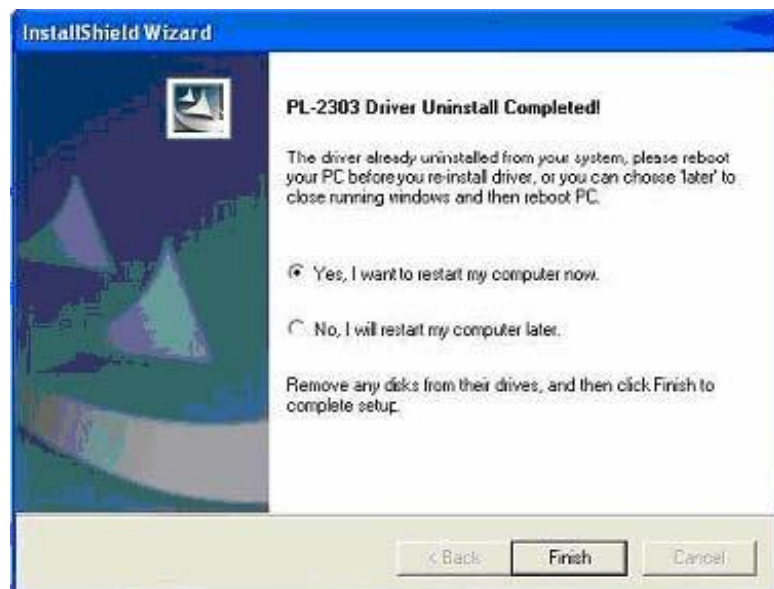 InstallShield Wizard
PL-2303 Driver Uninstall Completed!
The driver already uninstalled from your system, please reboot
your PC before you re-install driver, or you can choose 'later' to
close running windows and then reboot PC.
Yes, I want to restart my computer now.
No, I will restart my computer later.
Remove any disks from their drives, and then click Finish to
complete setup.
< Back Finish Cancel